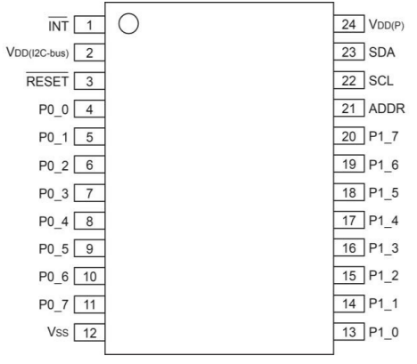 INT 1 24 VDD(P)
VDD(I2C-bus) 2 23 SDA
RESET 3 22 SCL
P0_0 4 21 ADDR
P0_1 5 20 P1_7
P0_2 6 19 P1_6
P0_3 7 18 P1_5
P0_4 8 17 P1_4
P0_5 9 16 P1_3
P0_6 10 15 P1_2
P0_7 11 14 P1_1
VSS 12 13 P1_0